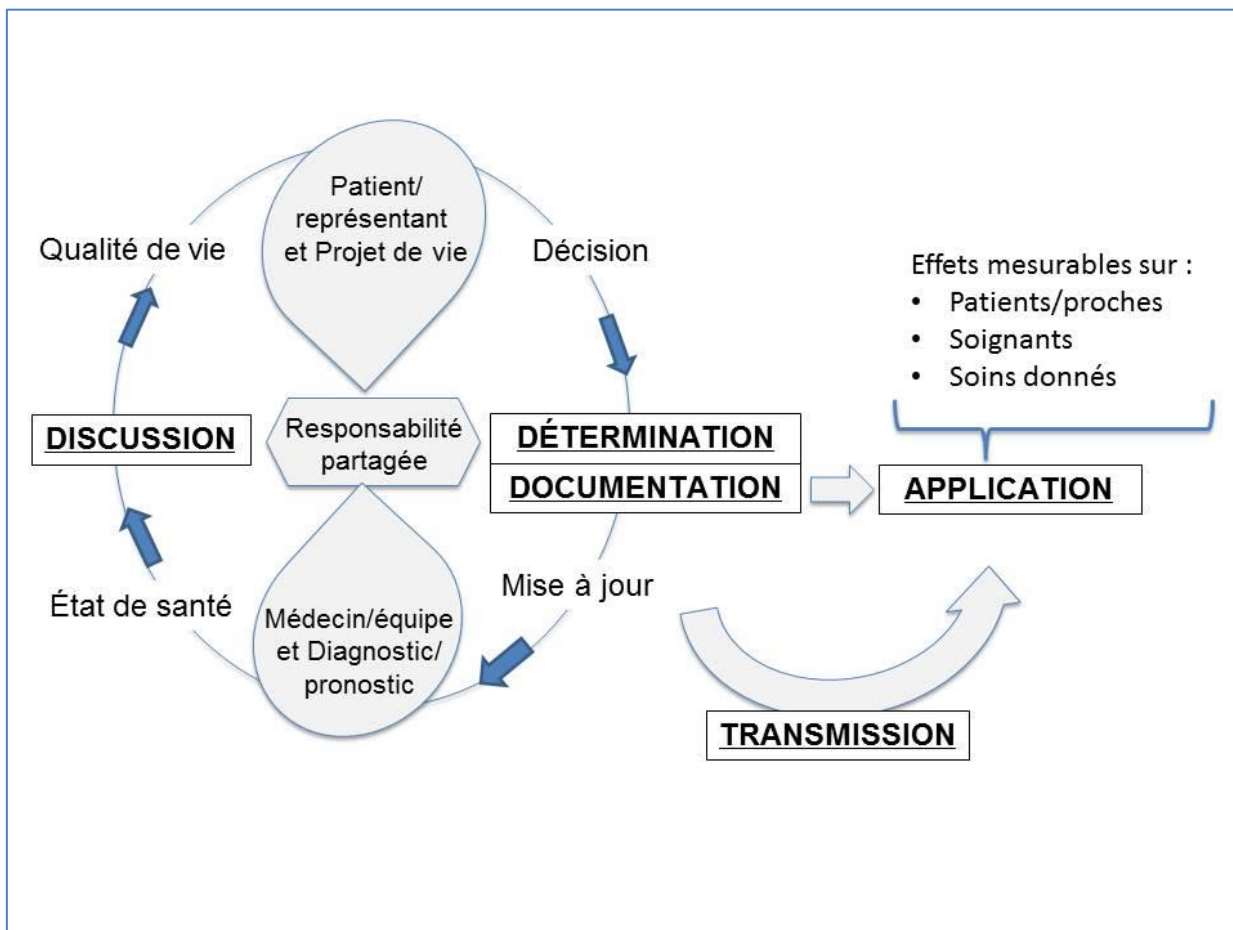 Patient/
représentant
et Projet de vie
Qualité de vie
Décision
Effets mesurables sur :
• Patients/proches
• Soignants
• Soins donnés
DISCUSSION
Responsabilité
partagée
DÉTERMINATION
DOCUMENTATION
APPLICATION
État de santé
Médecin/équipe
et Diagnostic/
pronostic
Mise à jour
TRANSMISSION